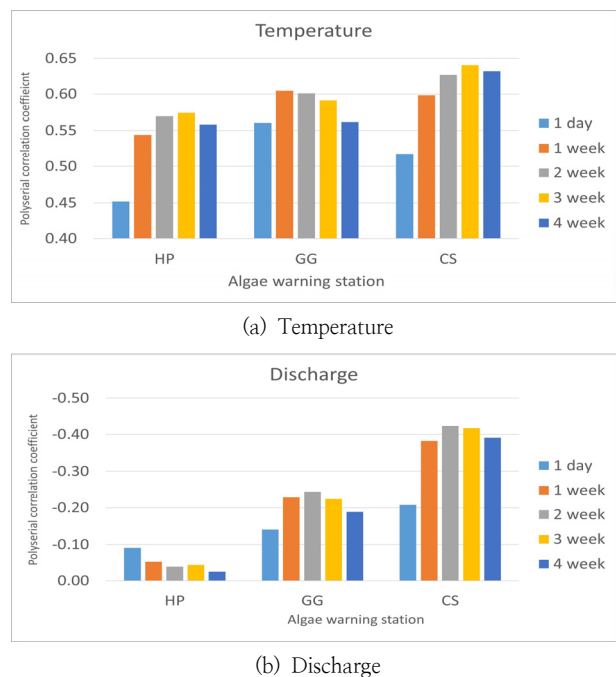 Temperature
Polyserial correlation coeffieicnt
0.65
0.60
0.55
0.50
0.45
0.40
HP
GG
CS
Algae warning station
1 day
1 week
2 week
3 week
4 week
(a) Temperature
Discharge
Polyserial correlation coefficient
-0.50
-0.40
-0.30
-0.20
-0.10
0.00
HP
GG
CS
Algae warning station
1 day
1 week
2 week
3 week
4 week
(b) Discharge